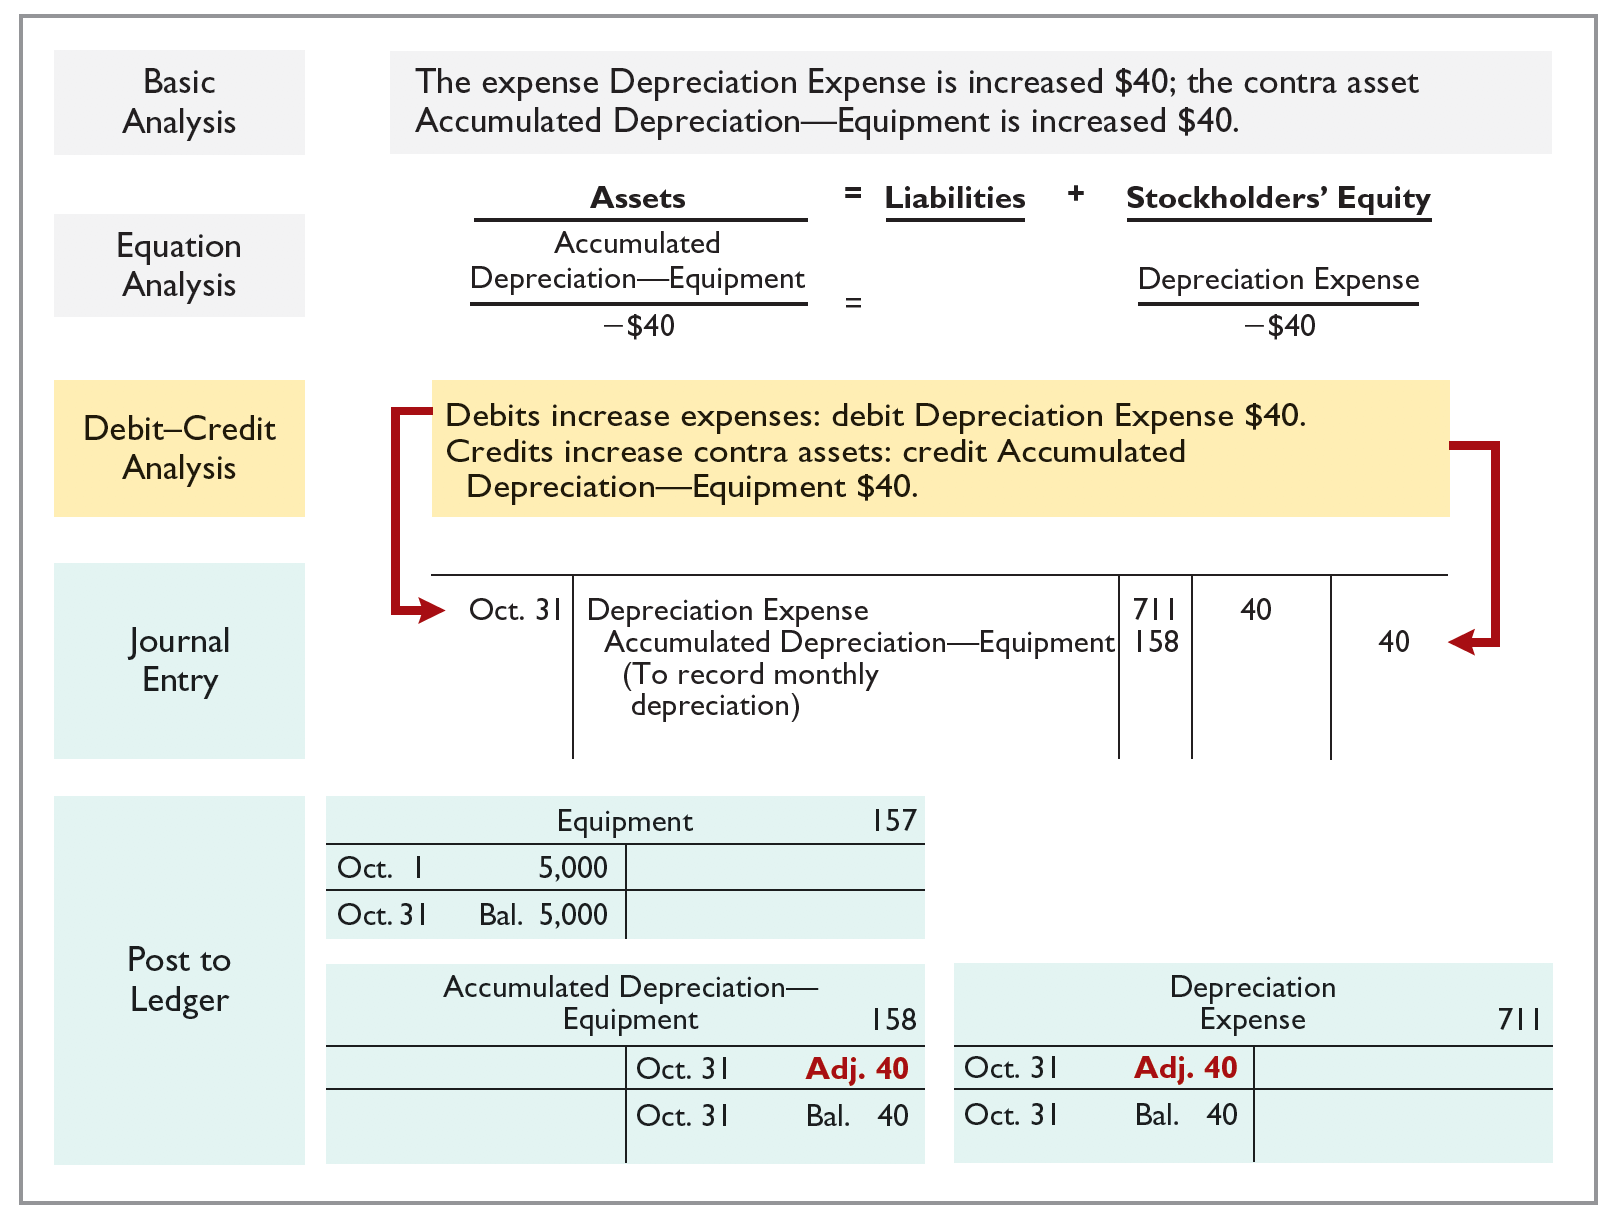 Basic
Analysis
The expense Depreciation Expense is increased $40; the contra asset
Accumulated Depreciation—Equipment is increased $40.
Equation
Analysis
Assets = Liabilities + Stockholders’ Equity
Accumulated
Depreciation—Equipment = Depreciation Expense
−$40 −$40
Debit–Credit
Analysis
Debits increase expenses: debit Depreciation Expense $40.
Credits increase contra assets: credit Accumulated
Depreciation—Equipment $40.
Journal
Entry
Oct. 31 Depreciation Expense 711 40
Accumulated Depreciation—Equipment 158 40
(To record monthly
depreciation)
Post to
Ledger
Equipment 157
Oct. 1 5,000
Oct. 31 Bal. 5,000
Accumulated Depreciation—
Equipment 158
Oct. 31 Adj. 40
Oct. 31 Bal. 40
Depreciation
Expense 711
Oct. 31 Adj. 40
Oct. 31 Bal. 40